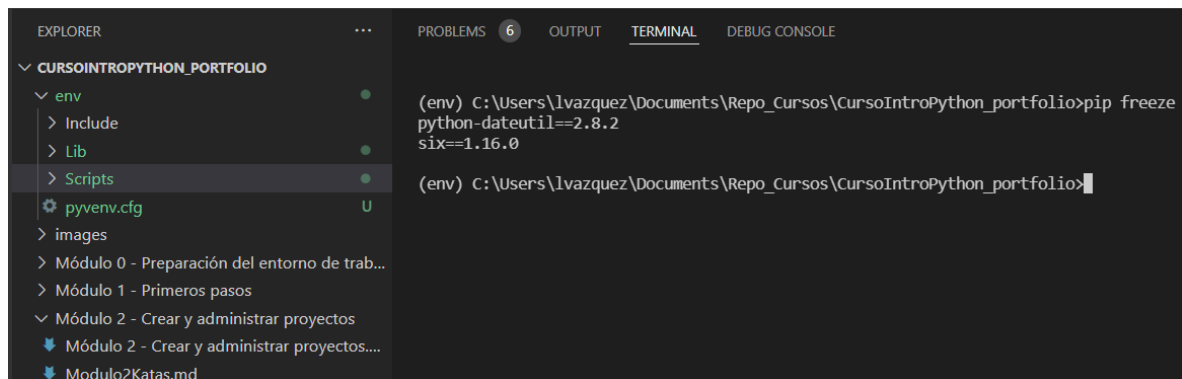 EXPLORER
CURSOINTROPYTHON_PORTFOLIO
env
Include
Lib
Scripts
pyvenv.cfg U
images
Módulo 0 - Preparación del entorno de trab...
Módulo 1 - Primeros pasos
Módulo 2 - Crear y administrar proyectos
Módulo 2 - Crear y administrar proyectos....
Modulo2Katas.md
PROBLEMS 6 OUTPUT TERMINAL DEBUG CONSOLE
(env) C:\Users\lvazquez\Documents\Repo_Cursos\CursoIntroPython_portfolio>pip freeze
python-dateutil==2.8.2
six==1.16.0
(env) C:\Users\lvazquez\Documents\Repo_Cursos\CursoIntroPython_portfolio>